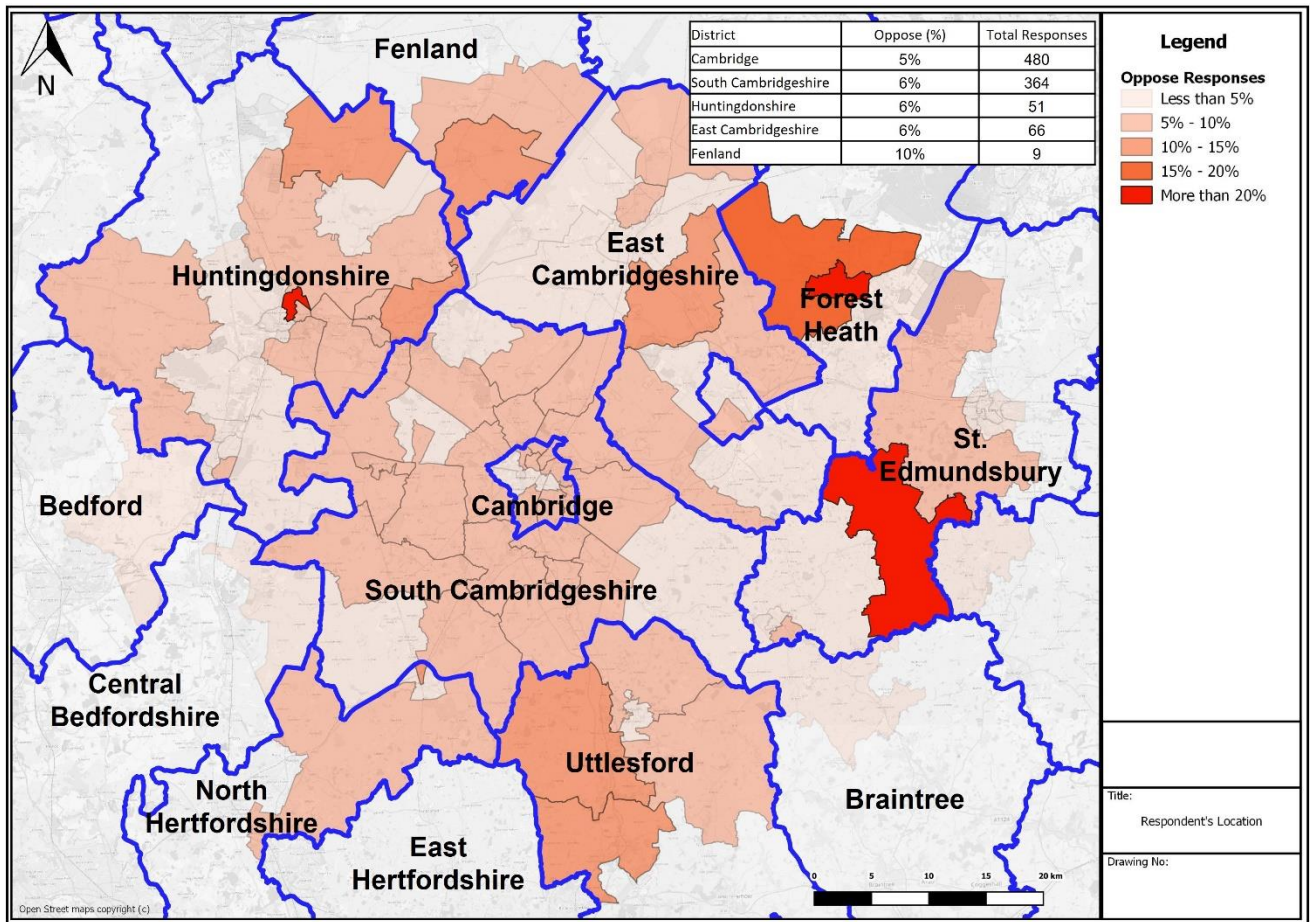 N
Fenland
District Oppose (%) Total Responses
Cambridge 5% 480
South Cambridgeshire 6% 364
Huntingdonshire 6% 51
East Cambridgeshire 6% 66
Fenland 10% 9
Huntingdonshire
East
Cambridgeshire
Forest
Heath
St.
Edmundsbury
Bedford
Cambridge
South Cambridgeshire
Central
Bedfordshire
Uttlesford
North
Hertfordshire
East
Hertfordshire
Braintree
0 5 10 15 20 km
Open Street maps copyright (c)
Legend
Oppose Responses
Less than 5%
5% - 10%
10% - 15%
15% - 20%
More than 20%
Title:
Respondent's Location
Drawing No: